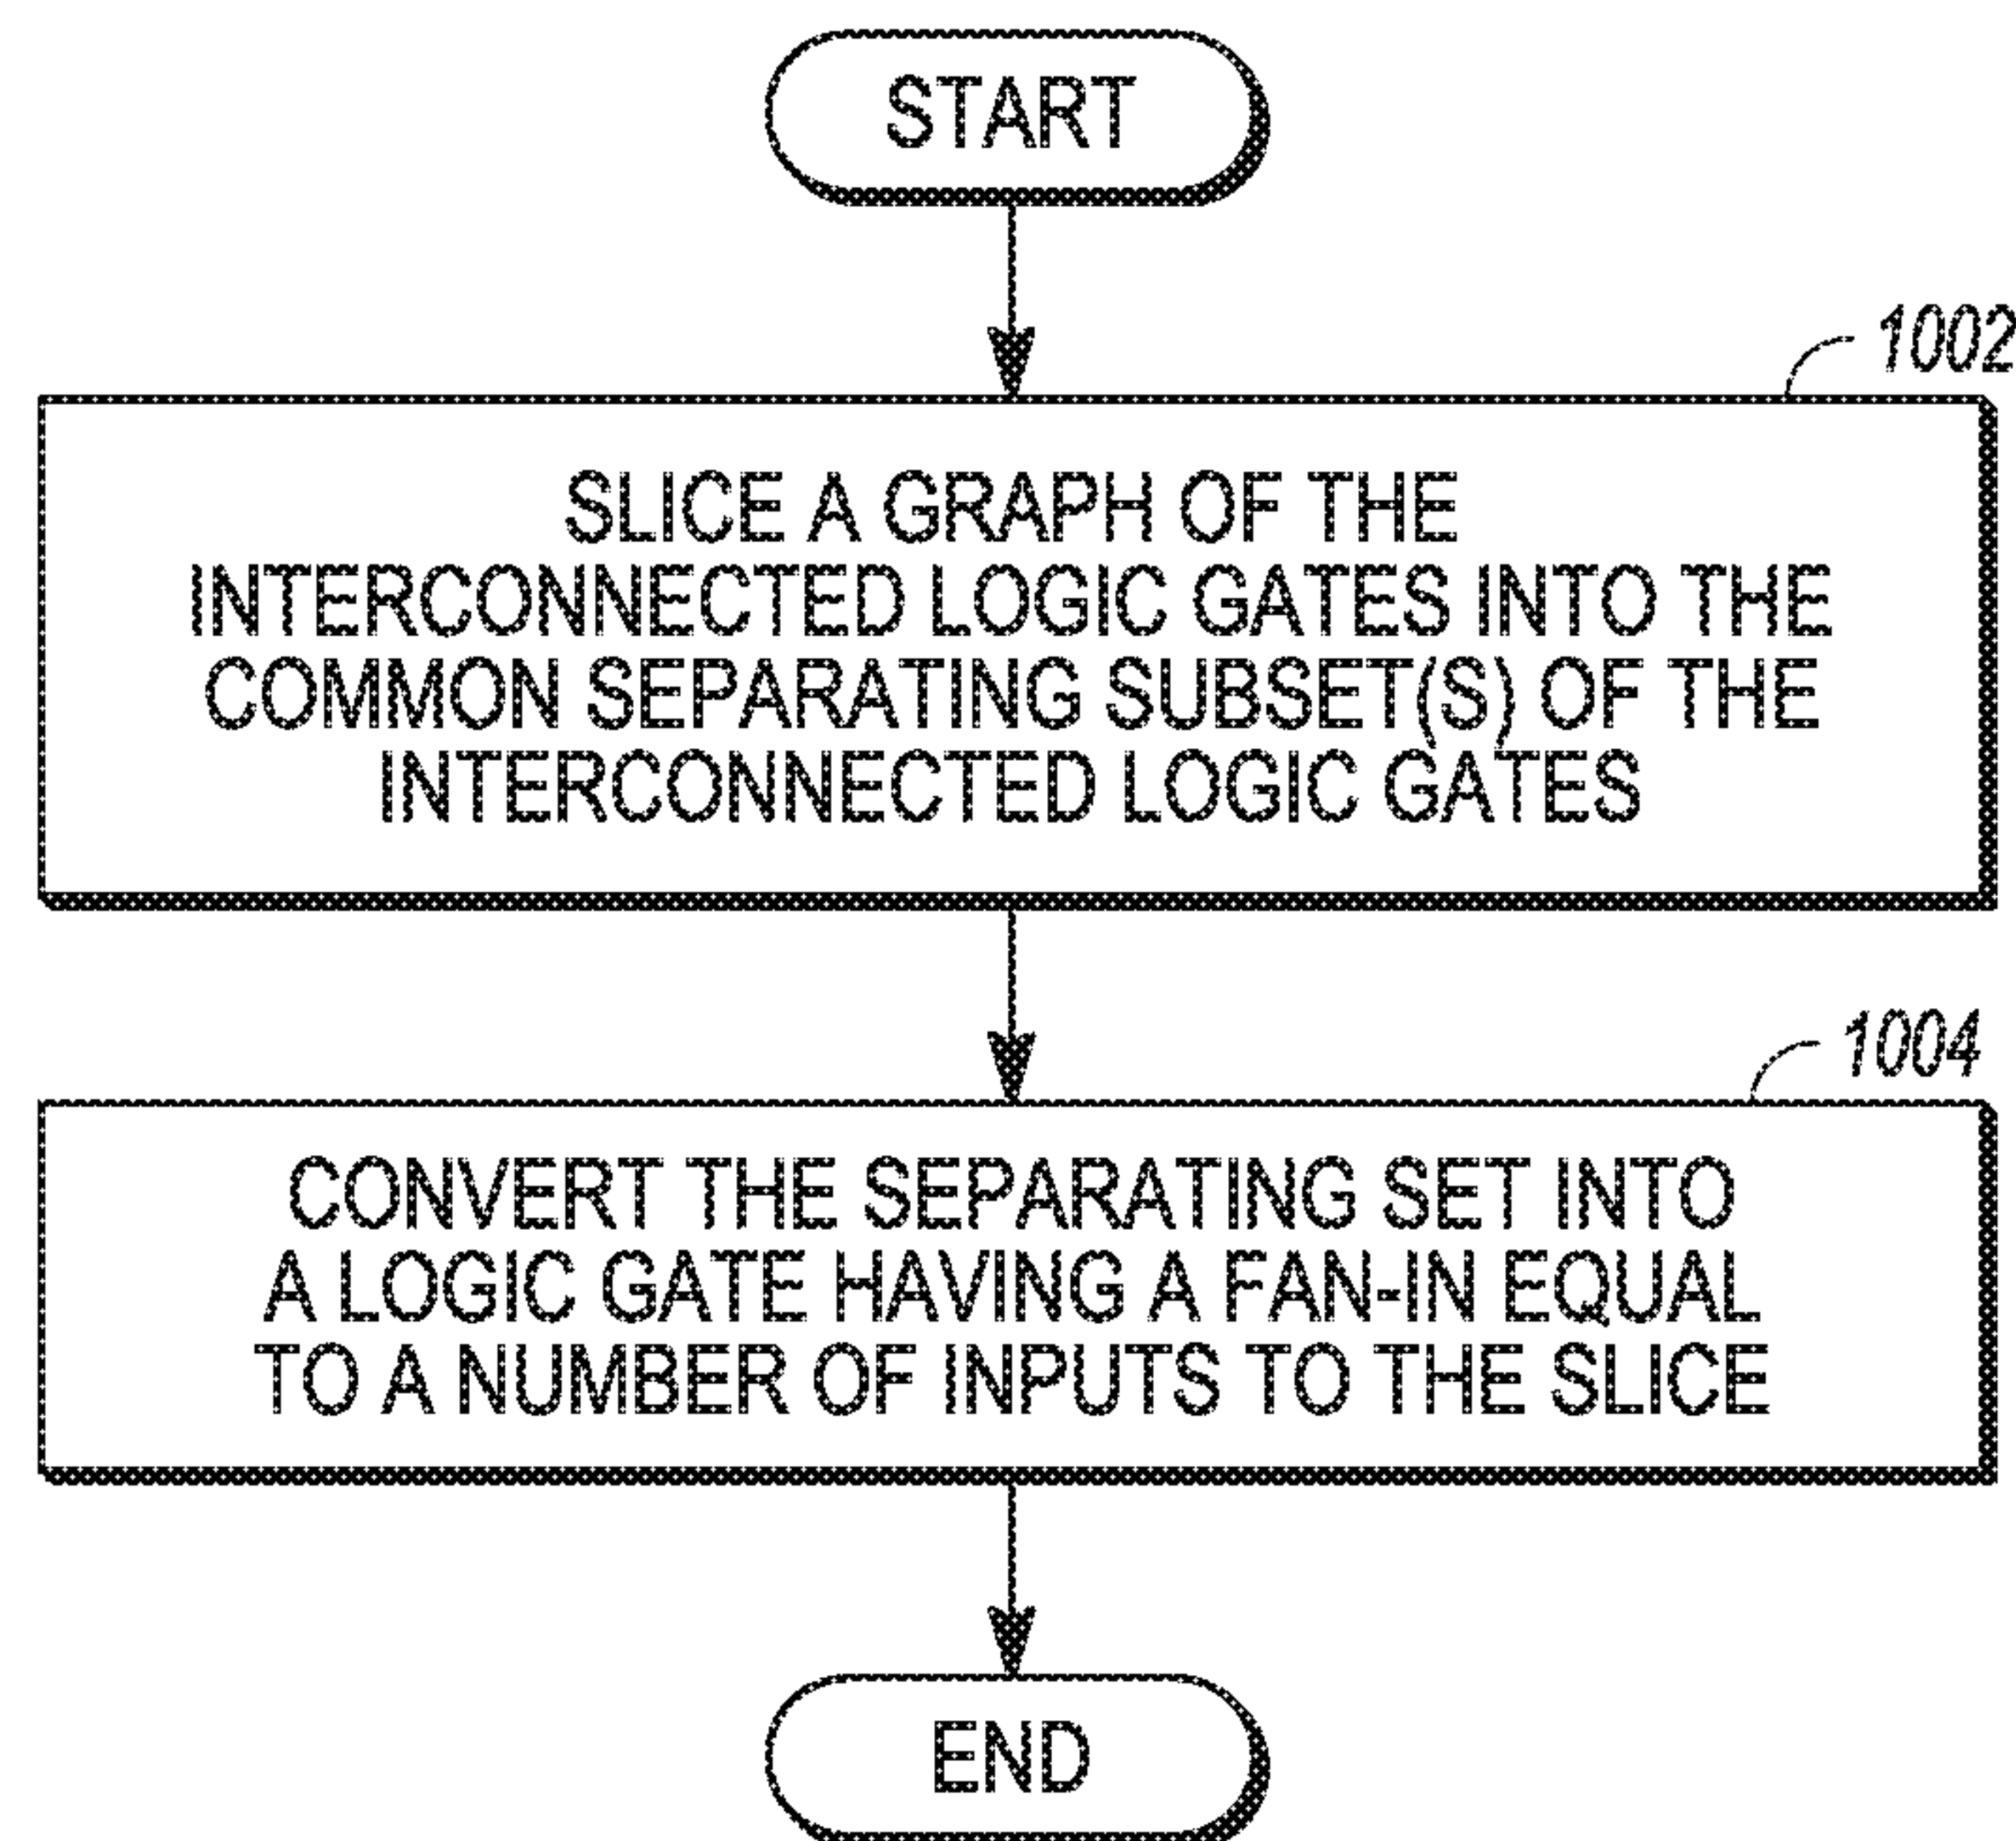 START
1002
SLICE A GRAPH OF THE
INTERCONNECTED LOGIC GATES INTO THE
COMMON SEPARATING SUBSET(S) OF THE
INTERCONNECTED LOGIC GATES
1004
CONVERT THE SEPARATING SET INTO
A LOGIC GATE HAVING A FAN-IN EQUAL
TO A NUMBER OF INPUTS TO THE SLICE
END